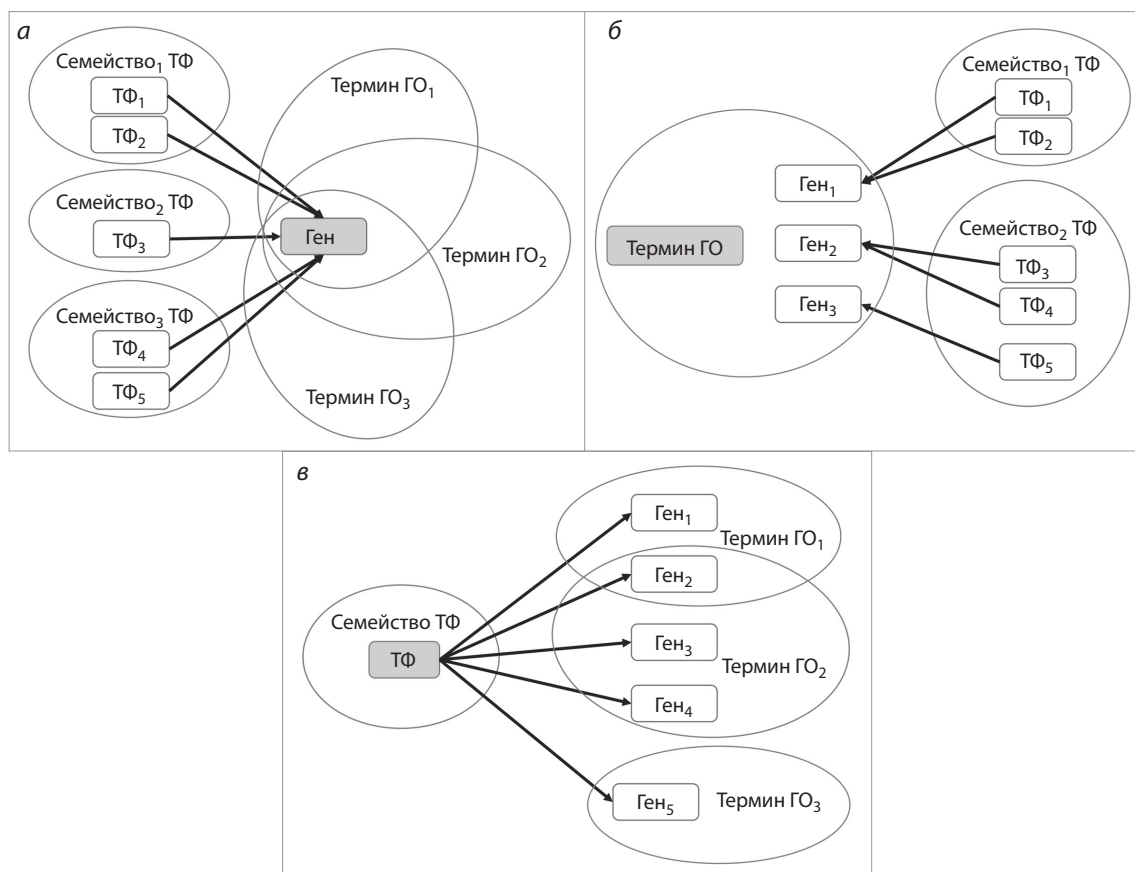 а
Семейство₁ ТФ
ТФ₁
ТФ₂
Семейство₂ ТФ
ТФ₃
Семейство₃ ТФ
ТФ₄
ТФ₅
Ген
Термин ГО₁
Термин ГО₂
Термин ГО₃
б
Семейство₁ ТФ
ТФ₁
ТФ₂
Семейство₂ ТФ
ТФ₃
ТФ₄
ТФ₅
Термин ГО
Ген₁
Ген₂
Ген₃
в
Семейство ТФ
ТФ
Ген₁
Термин ГО₁
Ген₂
Ген₃
Термин ГО₂
Ген₄
Ген₅
Термин ГО₃